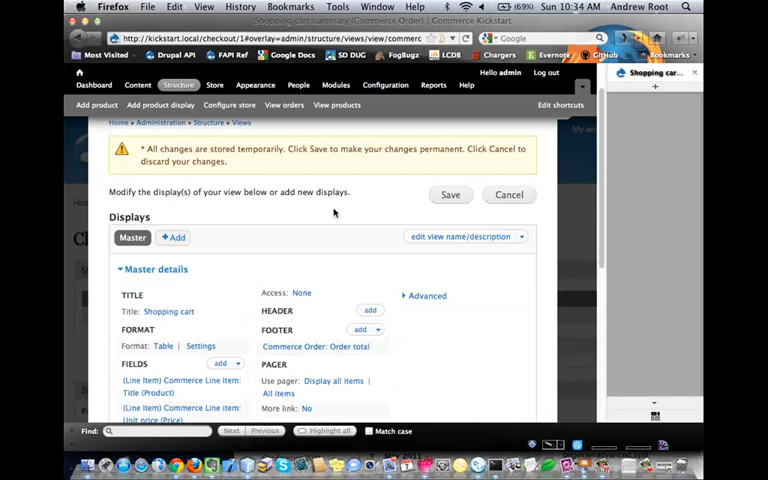 Firefox File Edit View History Bookmarks Tools Window Help (69%) Sun 10:34 AM Andrew Root
Shopping cart summary (Commerce Order) | Commerce Kickstart
http://kickstart.local/checkout/1#overlay=admin/structure/views/view/commerc
Google
Most Visited Drupal API FAPI Ref Google Docs SD DUG FogBugz LCDB Chargers Evernote GitHub Bookmarks
Hello admin Log out
Shopping car...
Dashboard Content Structure Store Appearance People Modules Configuration Reports Help
Add product Add product display Configure store View orders View products Edit shortcuts
Home » Administration » Structure » Views
* All changes are stored temporarily. Click Save to make your changes permanent. Click Cancel to
discard your changes.
Modify the display(s) of your view below or add new displays.
Save Cancel
Displays
Master +Add edit view name/description
Master details
TITLE
Title: Shopping cart
FORMAT
Format: Table | Settings
FIELDS add
(Line Item) Commerce Line Item:
Title (Product)
(Line Item) Commerce Line Item:
Unit price (Price)
Access: None
HEADER add
FOOTER add
Commerce Order: Order total
PAGER
Use pager: Display all items |
All items
More link: No
Advanced
Find: Next Previous Highlight all Match case